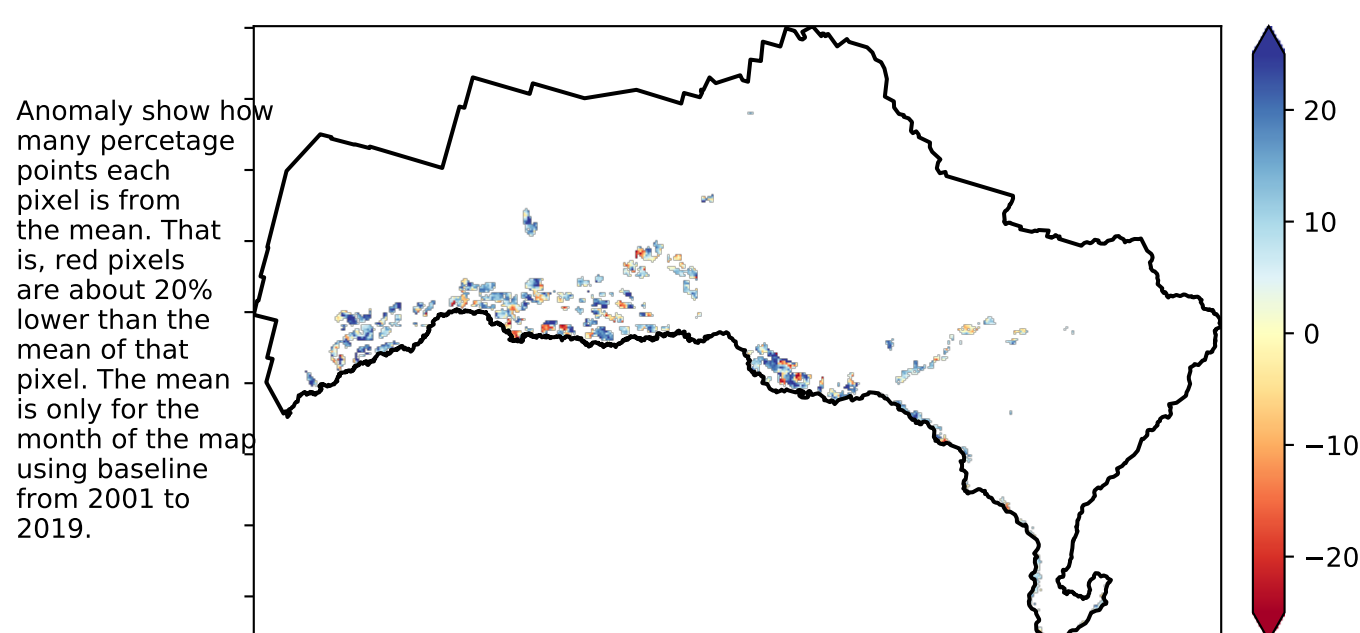 Anomaly show how
many percetage
points each
pixel is from
the mean. That
is, red pixels
are about 20%
lower than the
mean of that
pixel. The mean
is only for the
month of the map
using baseline
from 2001 to
2019.
20
10
0
−10
−20